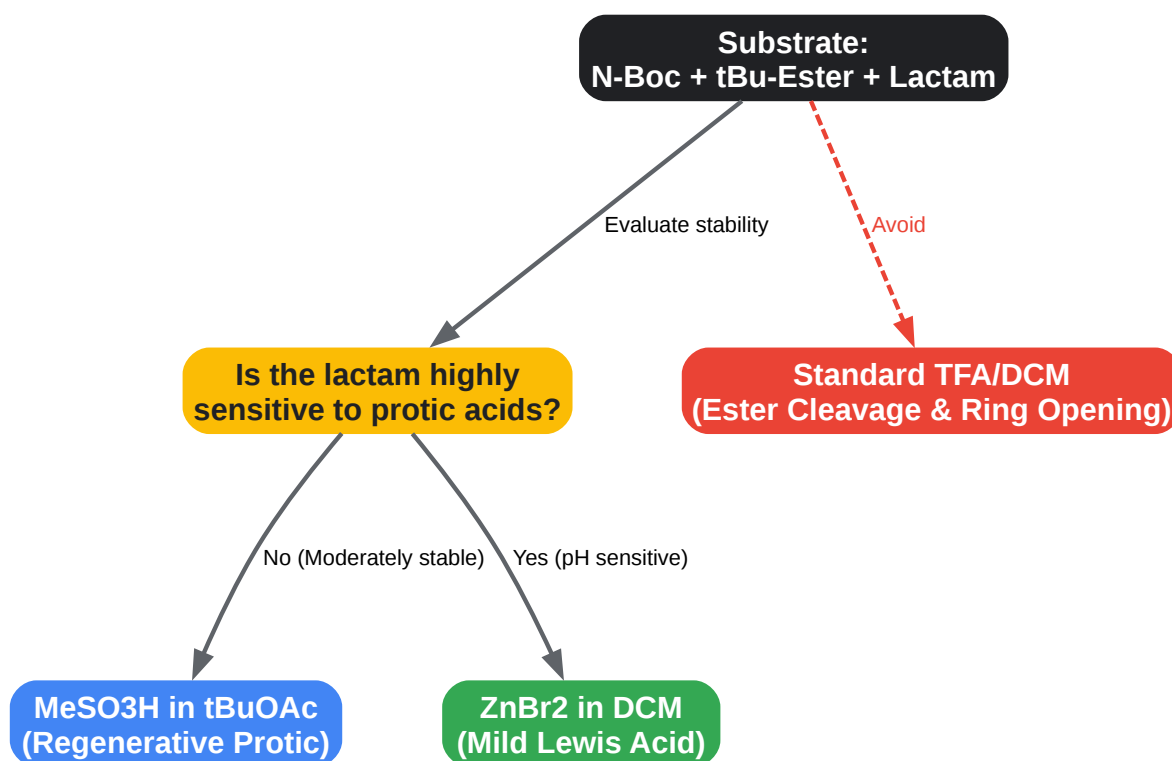 Substrate:
N-Boc + tBu-Ester + Lactam
Evaluate stability
Avoid
Is the lactam highly
sensitive to protic acids?
Standard TFA/DCM
(Ester Cleavage & Ring Opening)
No (Moderately stable)
Yes (pH sensitive)
MeSO3H in tBuOAc
(Regenerative Protic)
ZnBr2 in DCM
(Mild Lewis Acid)